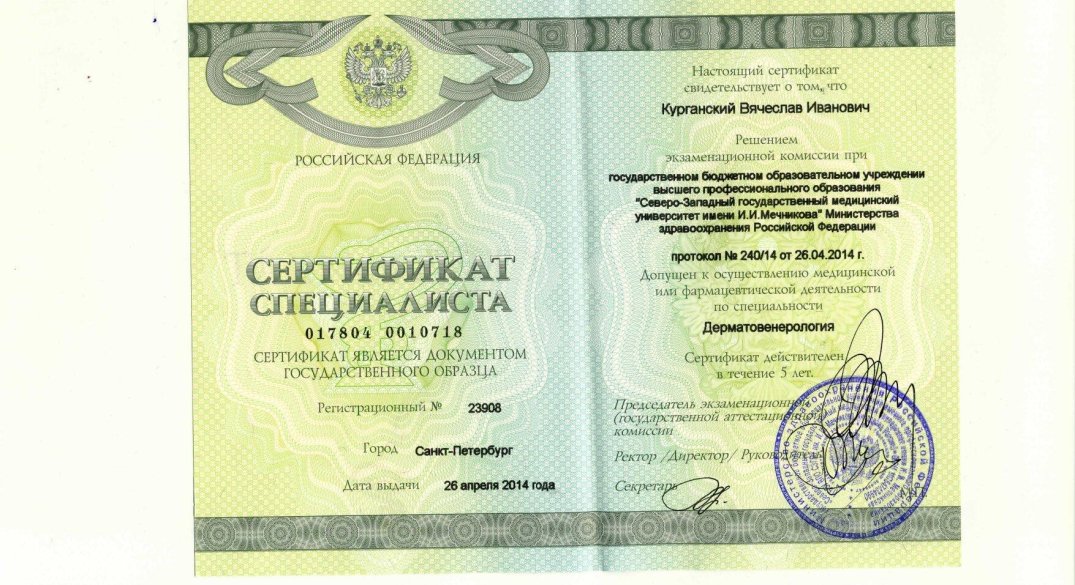 РОССИЙСКАЯ ФЕДЕРАЦИЯ
СЕРТИФИКАТ
СПЕЦИАЛИСТА
017804 0010718
СЕРТИФИКАТ ЯВЛЯЕТСЯ ДОКУМЕНТОМ
ГОСУДАРСТВЕННОГО ОБРАЗЦА
Регистрационный № 23908
Город Санкт-Петербург
Дата выдачи 26 апреля 2014 года
Настоящий сертификат
свидетельствует о том, что
Курганский Вячеслав Иванович
Решением
экзаменационной комиссии при
государственном бюджетном образовательном учреждении
высшего профессионального образования
"Северо-Западный государственный медицинский
университет имени И.И.Мечникова" Министерства
здравоохранения Российской Федерации
протокол № 240/14 от 26.04.2014 г.
Допущен к осуществлению медицинской
или фармацевтической деятельности
по специальности
Дерматовенерология
Сертификат действителен
в течение 5 лет.
Председатель экзаменационной
(государственной аттестационной)
комиссии
Ректор /Директор/ Руководитель
Секретарь